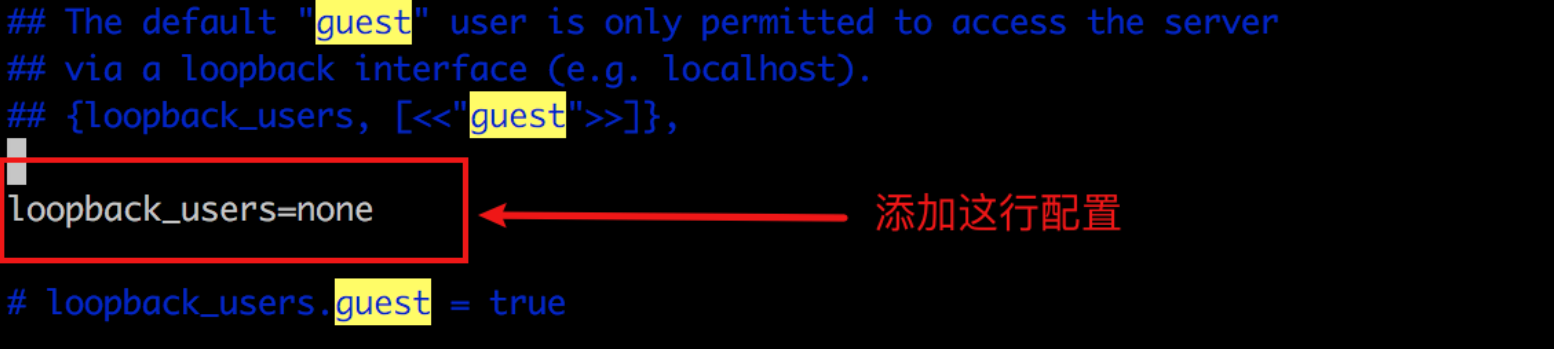 ## The default "guest" user is only permitted to access the server
## via a loopback interface (e.g. localhost).
## {loopback_users, [<<"guest">>]},
loopback_users=none
添加这行配置
# loopback_users.guest = true